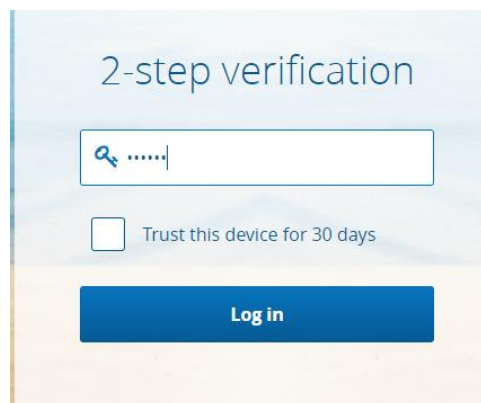 2-step verification
••••••
Trust this device for 30 days
Log in